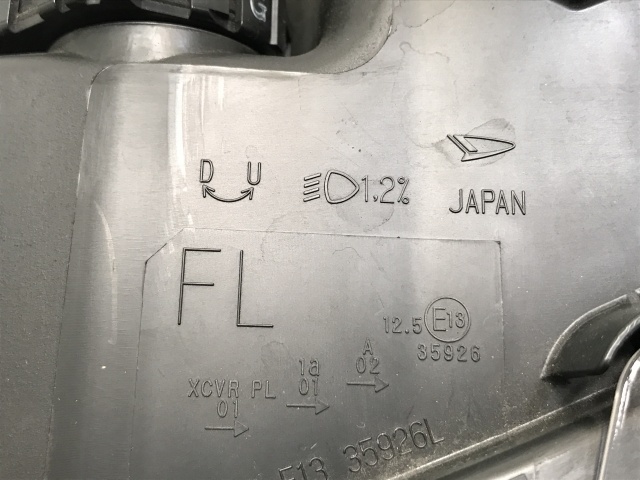 G
D U 1.2%
JAPAN
FL
12.5 E13
35926
XCVR PL 1a A
01 01 02
E13 35926L